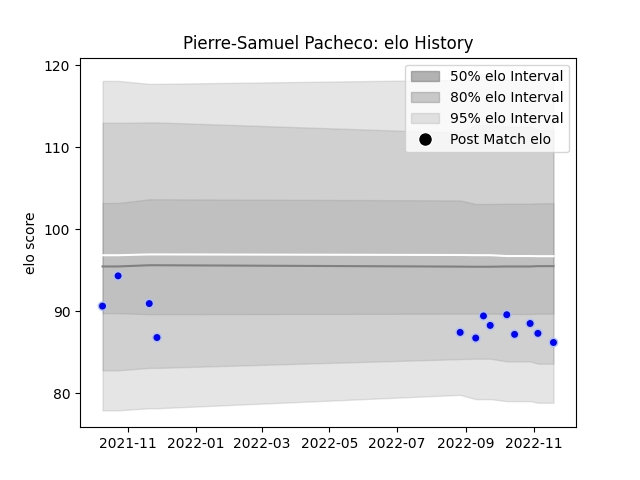 Pierre-Samuel Pacheco: elo History
120
110
100
90
80
elo score
50% elo Interval
80% elo Interval
95% elo Interval
Post Match elo
2021-11
2022-01
2022-03
2022-05
2022-07
2022-09
2022-11